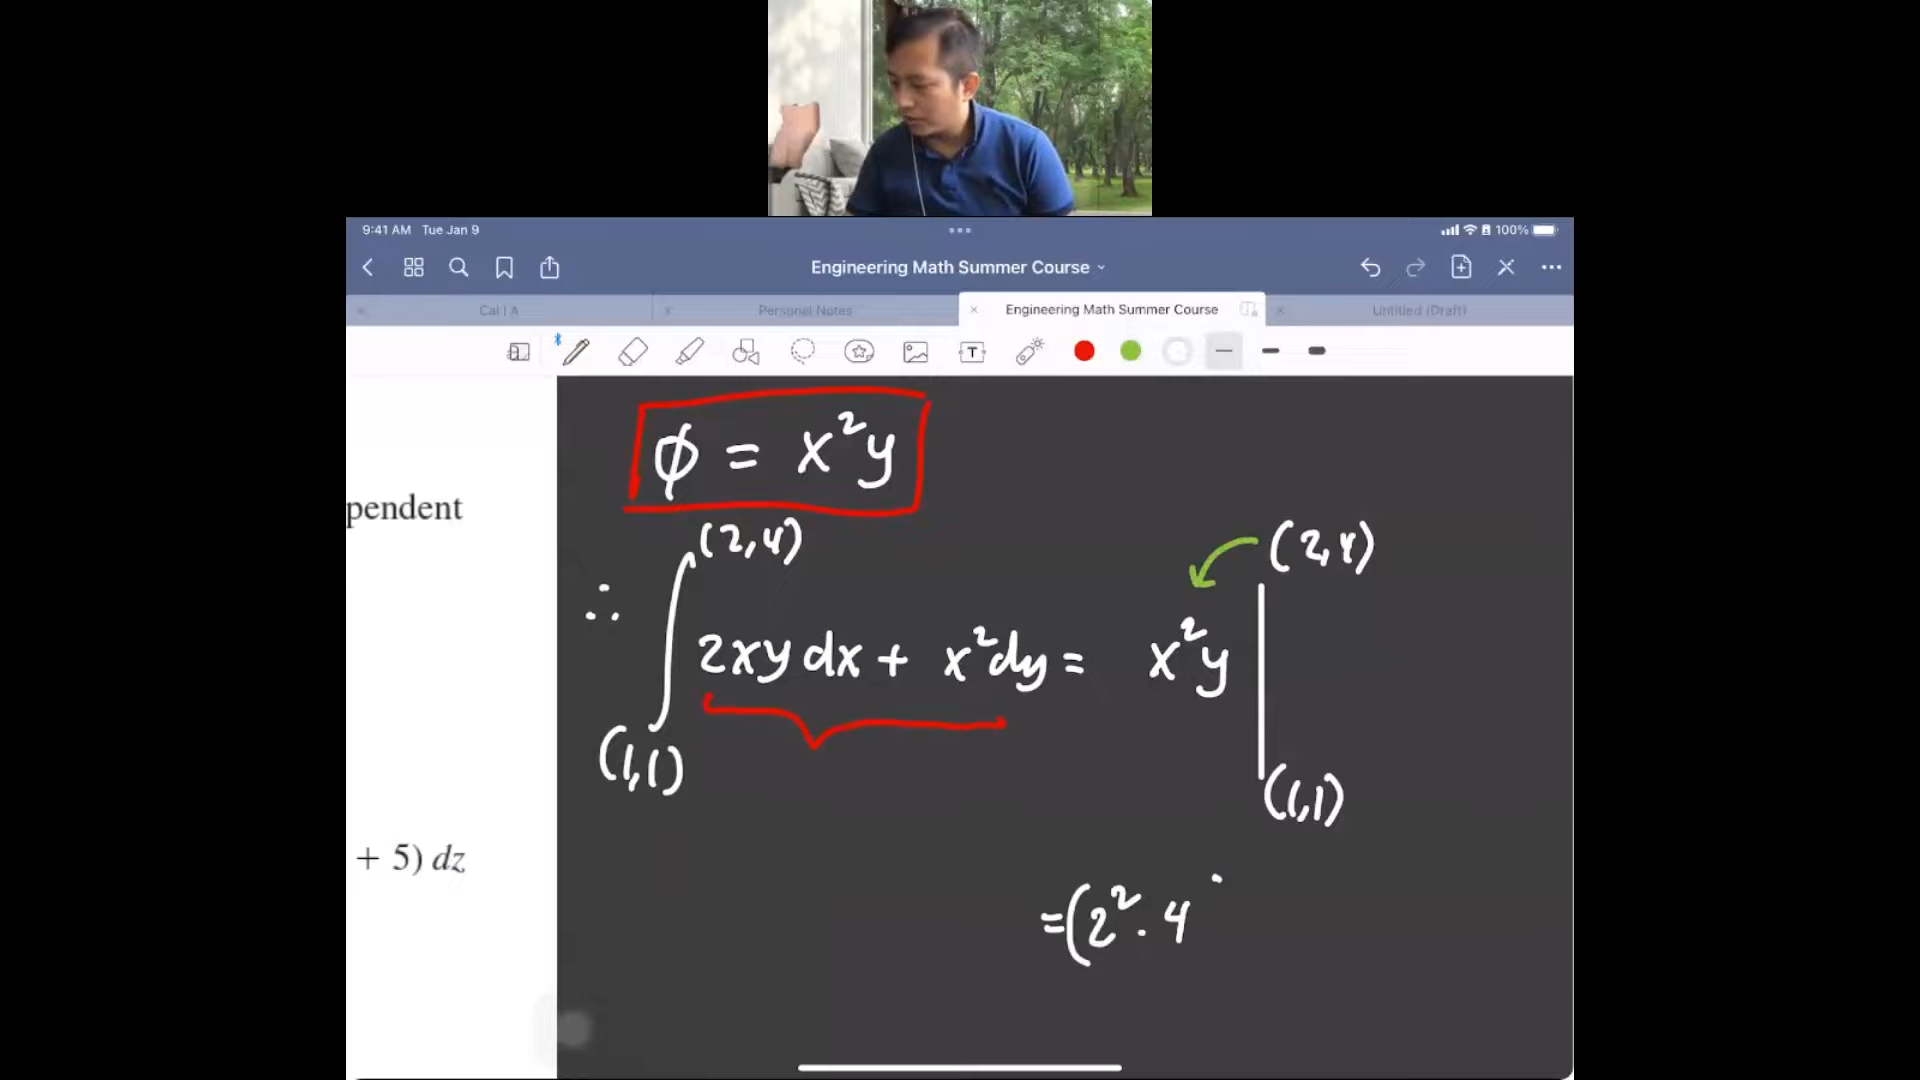 9:41 AM Tue Jan 9
100%
Engineering Math Summer Course
Cal I A
Personal Notes
Engineering Math Summer Course
Untitled (Draft)
T
ϕ = x²y
pendent
(2,4)
(2,4)
∴ ∫ 2xy dx + x²dy = x²y |
(1,1)
(1,1)
+ 5) dz
=(2² . 4